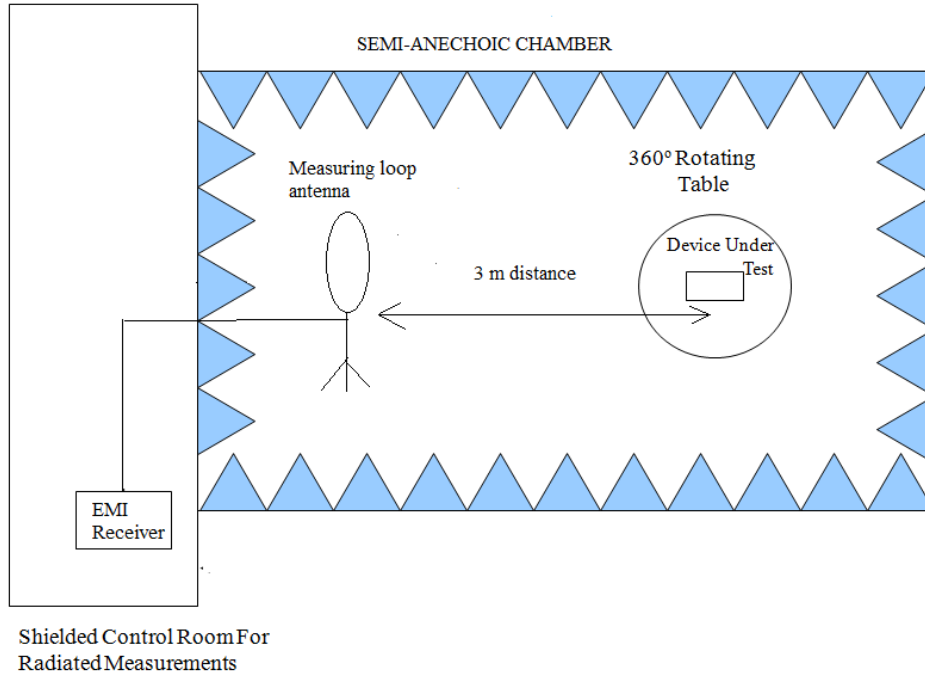 SEMI-ANECHOIC CHAMBER
Measuring loop
antenna
360° Rotating
Table
Device Under
Test
3 m distance
EMI
Receiver
Shielded Control Room For
Radiated Measurements